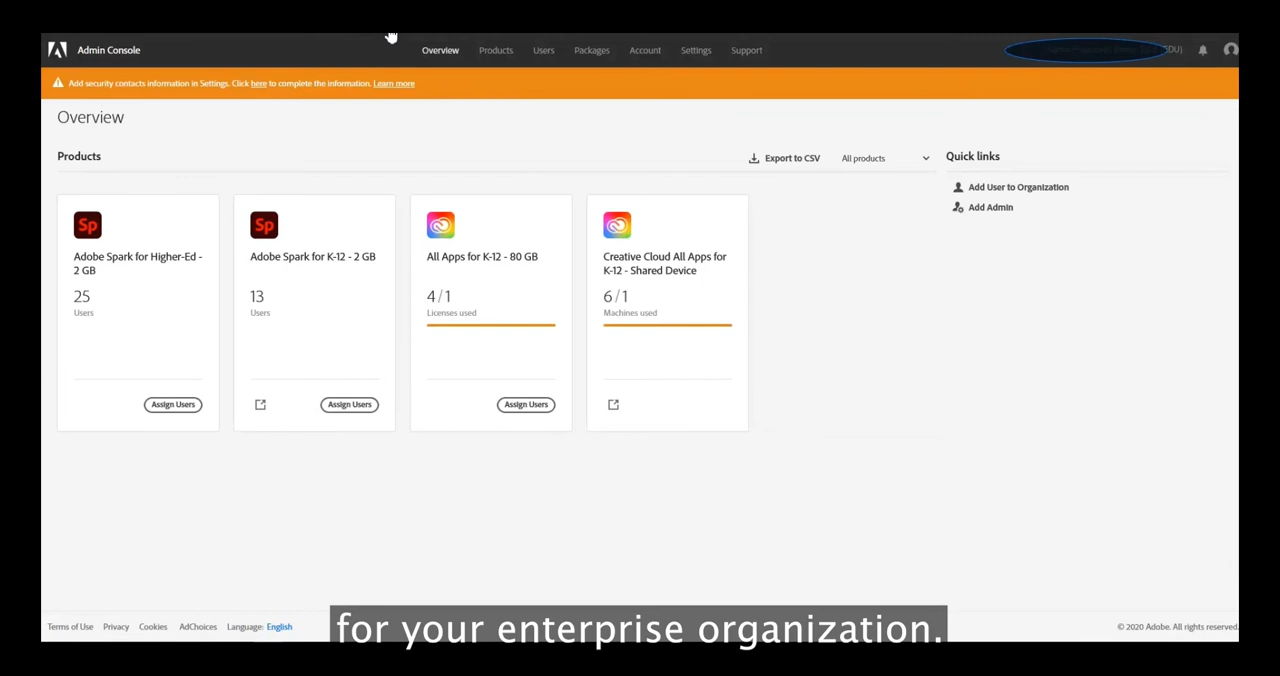 Admin Console
Overview
Products
Users
Packages
Account
Settings
Support
EDU)
Add security contacts information in Settings. Click here to complete the information. Learn more
Overview
Products
Export to CSV
All products
Quick links
Add User to Organization
Add Admin
Sp
Adobe Spark for Higher-Ed -
2 GB
25
Users
Assign Users
Sp
Adobe Spark for K-12 - 2 GB
13
Users
Assign Users
All Apps for K-12 - 80 GB
4/1
Licenses used
Assign Users
Creative Cloud All Apps for
K-12 - Shared Device
6/1
Machines used
Terms of Use
Privacy
Cookies
AdChoices
Language: English
© 2020 Adobe. All rights reserved.
for your enterprise organization.